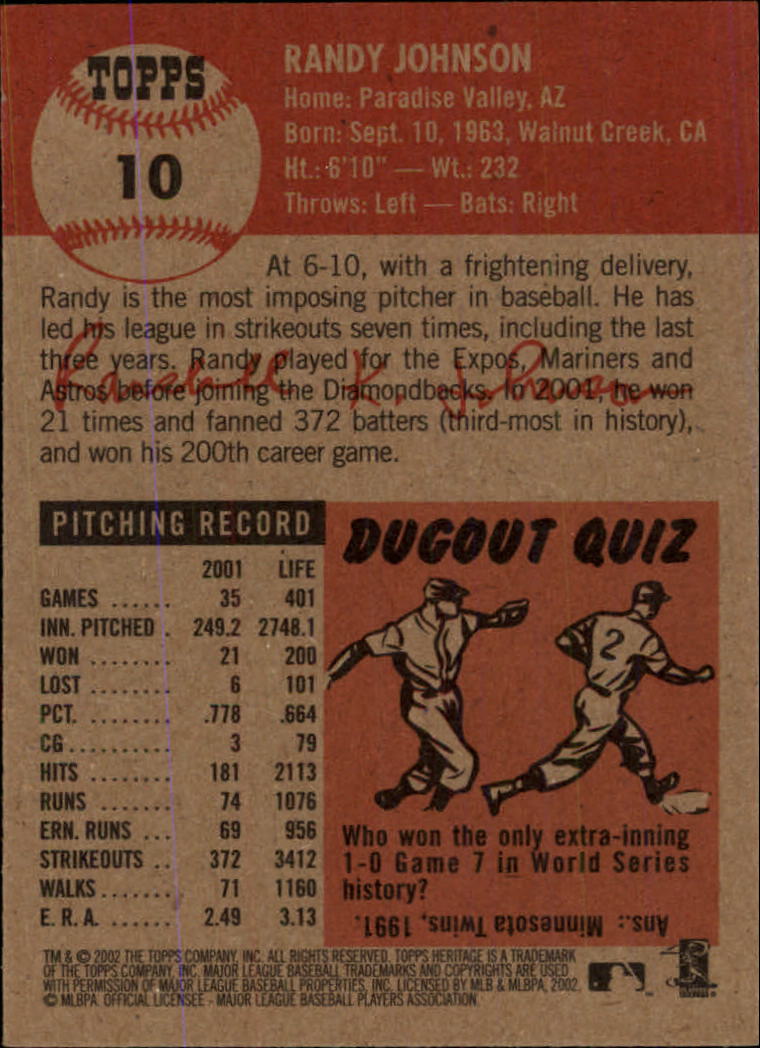 TOPPS
10
RANDY JOHNSON
Home: Paradise Valley, AZ
Born: Sept. 10, 1963, Walnut Creek, CA
Ht.: 6'10" — Wt.: 232
Throws: Left — Bats: Right
At 6-10, with a frightening delivery,
Randy is the most imposing pitcher in baseball. He has
led his league in strikeouts seven times, including the last
three years. Randy played for the Expos, Mariners and
Astros before joining the Diamopdbacks. In 2001, he won
21 times and fanned 372 batters (third-most in history),
and won his 200th career game.
Randall K. Johnson
PITCHING RECORD
2001 LIFE
GAMES ...... 35 401
INN. PITCHED . 249.2 2748.1
WON ........ 21 200
LOST ........ 6 101
PCT. ........ .778 .664
CG.......... 3 79
HITS ........ 181 2113
RUNS ....... 74 1076
ERN. RUNS ... 69 956
STRIKEOUTS .. 372 3412
WALKS....... 71 1160
E.R.A. ...... 2.49 3.13
DUGOUT QUIZ
2
Who won the only extra-inning
1-0 Game 7 in World Series
history?
Ans.: Minnesota Twins, 1991.
TM & © 2002 THE TOPPS COMPANY, INC. ALL RIGHTS RESERVED. TOPPS HERITAGE IS A TRADEMARK
OF THE TOPPS COMPANY, INC. MAJOR LEAGUE BASEBALL TRADEMARKS AND COPYRIGHTS ARE USED
WITH PERMISSION OF MAJOR LEAGUE BASEBALL PROPERTIES, INC. LICENSED BY MLB & MLBPA, 2002.
© MLBPA. OFFICIAL LICENSEE - MAJOR LEAGUE BASEBALL PLAYERS ASSOCIATION.